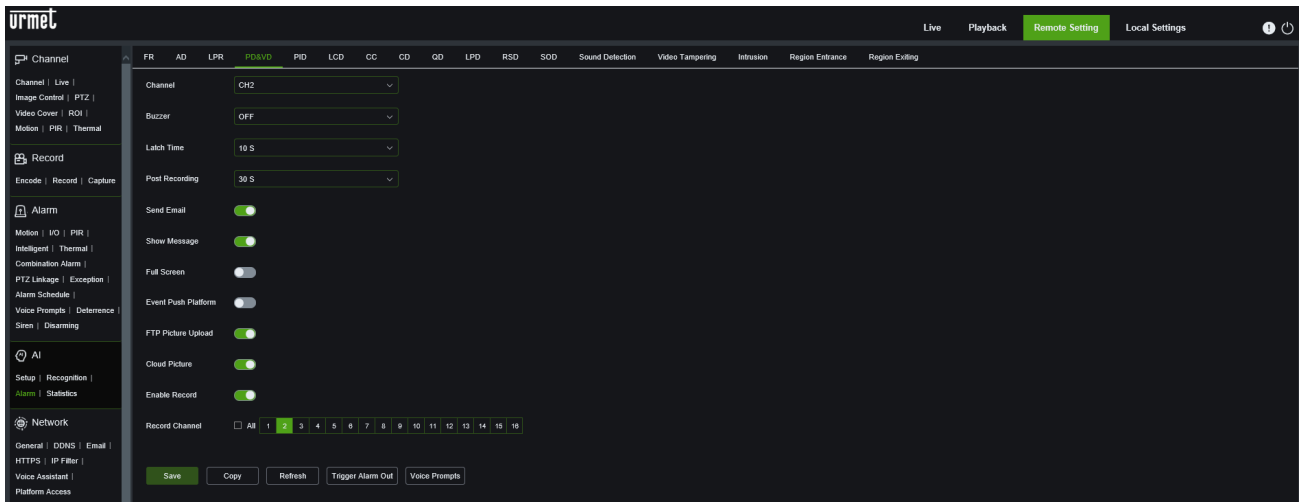 urmet
Live Playback Remote Setting Local Settings
Channel
Channel | Live |
Image Control | PTZ |
Video Cover | ROI |
Motion | PIR | Thermal
Record
Encode | Record | Capture
Alarm
Motion | I/O | PIR |
Intelligent | Thermal |
Combination Alarm |
PTZ Linkage | Exception |
Alarm Schedule |
Voice Prompts | Deterrence |
Siren | Disarming
AI
Setup | Recognition |
Alarm | Statistics
Network
General | DDNS | Email |
HTTPS | IP Filter |
Voice Assistant |
Platform Access
FR AD LPR PD&VD PID LCD CC CD QD LPD RSD SOD Sound Detection Video Tampering Intrusion Region Entrance Region Exiting
Channel CH2
Buzzer OFF
Latch Time 10 S
Post Recording 30 S
Send Email
Show Message
Full Screen
Event Push Platform
FTP Picture Upload
Cloud Picture
Enable Record
Record Channel All 1 2 3 4 5 6 7 8 9 10 11 12 13 14 15 16
Save Copy Refresh Trigger Alarm Out Voice Prompts